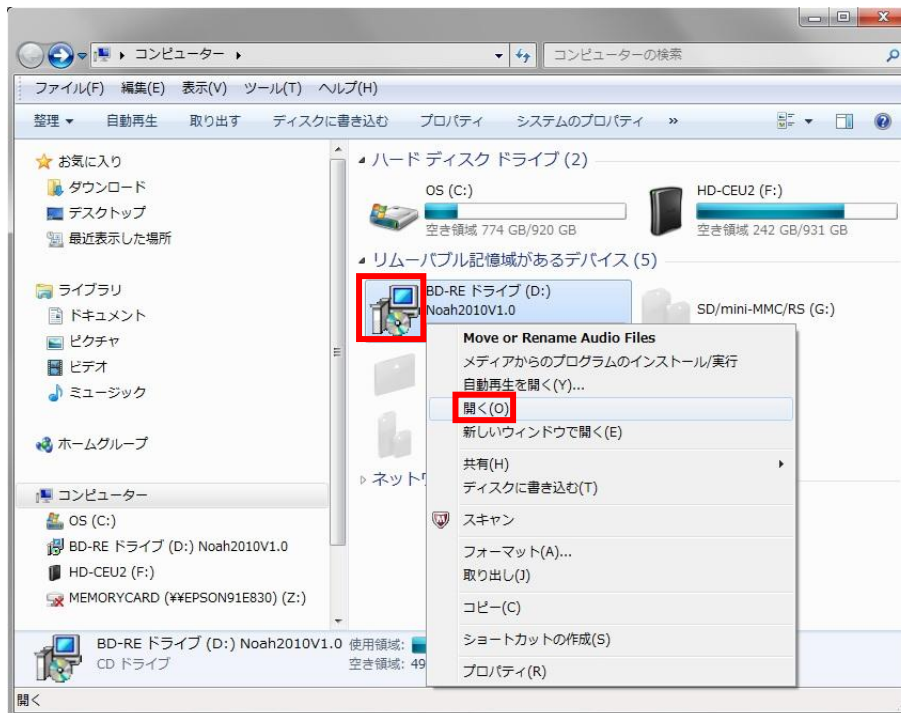 コンピューター
コンピューターの検索
ファイル(F) 編集(E) 表示(V) ツール(T) ヘルプ(H)
整理 自動再生 取り出す ディスクに書き込む プロパティ システムのプロパティ »
お気に入り
ダウンロード
デスクトップ
最近表示した場所
ライブラリ
ドキュメント
ピクチャ
ビデオ
ミュージック
ホームグループ
コンピューター
OS (C:)
BD-RE ドライブ (D:) Noah2010V1.0
HD-CEU2 (F:)
MEMORYCARD (¥¥EPSON91E830) (Z:)
ハード ディスク ドライブ (2)
OS (C:)
空き領域 774 GB/920 GB
HD-CEU2 (F:)
空き領域 242 GB/931 GB
リムーバブル記憶域があるデバイス (5)
BD-RE ドライブ (D:)
Noah2010V1.0
SD/mini-MMC/RS (G:)
Move or Rename Audio Files
メディアからのプログラムのインストール/実行
自動再生を開く(Y)...
開く(O)
新しいウィンドウで開く(E)
共有(H)
ディスクに書き込む(T)
スキャン
フォーマット(A)...
取り出し(J)
コピー(C)
ショートカットの作成(S)
プロパティ(R)
BD-RE ドライブ (D:) Noah2010V1.0 使用領域:
CD ドライブ 空き領域: 49
開く